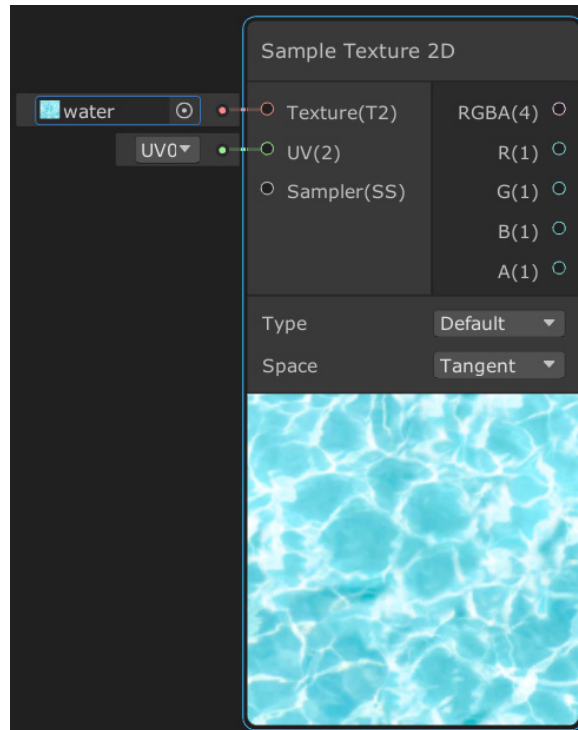 Sample Texture 2D
water
Texture(T2)
RGBA(4)
UV0
UV(2)
R(1)
Sampler(SS)
G(1)
B(1)
A(1)
Type
Default
Space
Tangent